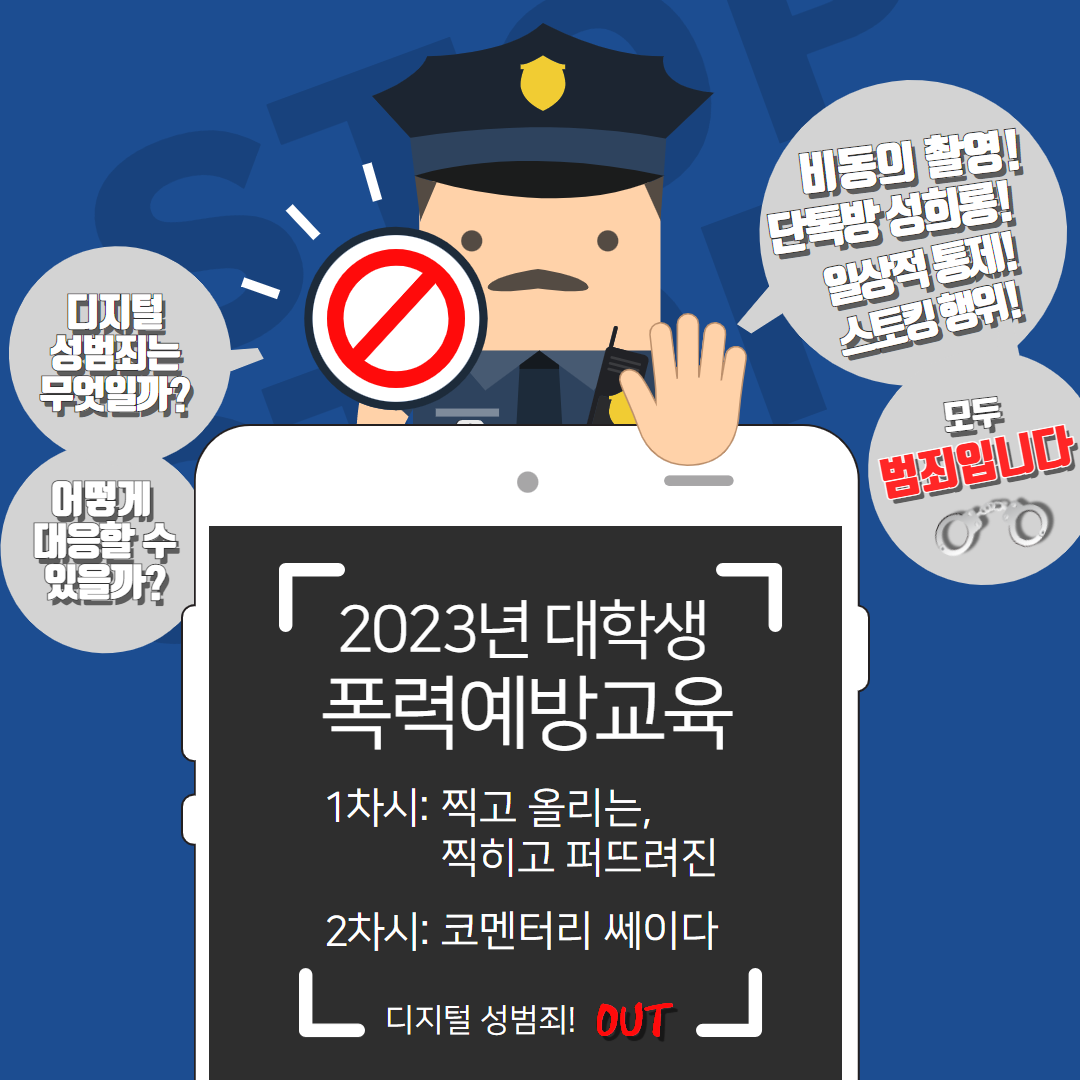 STOP
디지털
성범죄는
무엇일까?
어떻게
대응할 수
있을까?
비동의 촬영!
단톡방 성희롱!
일상적 통제!
스토킹 행위!
모두
범죄입니다
2023년 대학생
폭력예방교육
1차시: 찍고 올리는,
찍히고 퍼뜨려진
2차시: 코멘터리 쎄이다
디지털 성범죄! OUT